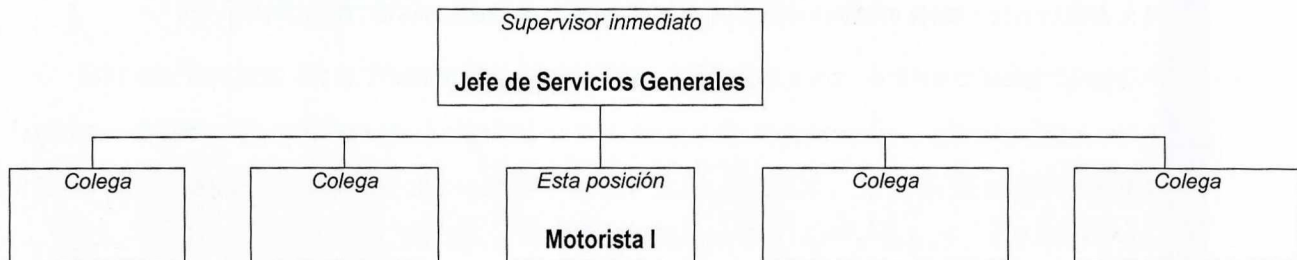 Supervisor inmediato
Jefe de Servicios Generales
Colega
Colega
Esta posición
Colega
Colega
Motorista I